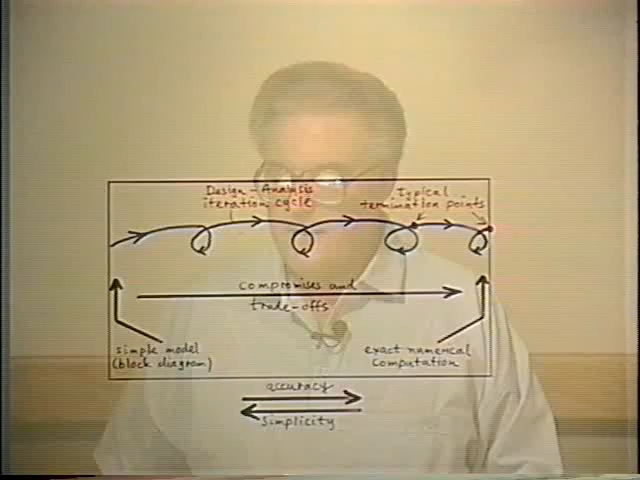 Design - Analysis
iteration cycle
typical
termination points
compromises and
trade-offs
simple model
(block diagram)
exact numerical
computation
accuracy
simplicity